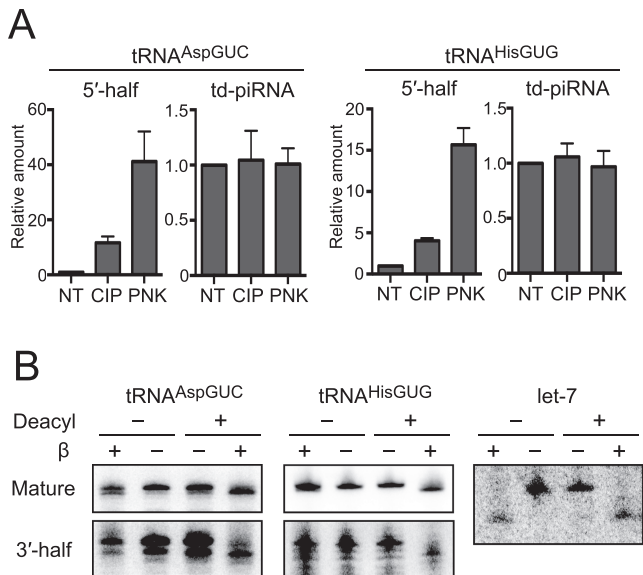 A
tRNAAspGUC
tRNAHisGUG
5′-half
td-piRNA
5′-half
td-piRNA
Relative amount
60
40
20
0
1.5
1.0
0.5
0
Relative amount
20
15
10
5
0
1.5
1.0
0.5
0
NT CIP PNK
NT CIP PNK
NT CIP PNK
NT CIP PNK
B
tRNAAspGUC
tRNAHisGUG
let-7
Deacyl − + − + − +
β + − − + + − − + + − − +
Mature
3′-half